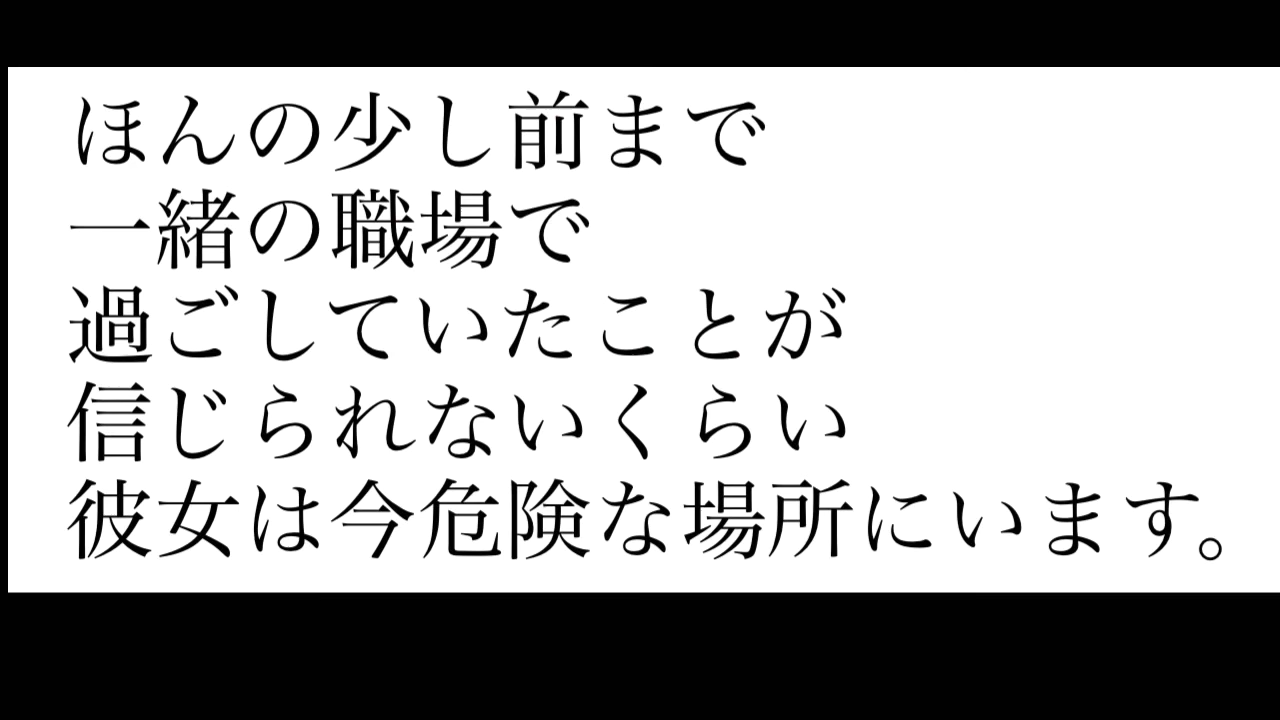 ほんの少し前まで
一緒の職場で
過ごしていたことが
信じられないくらい
彼女は今危険な場所にいます。